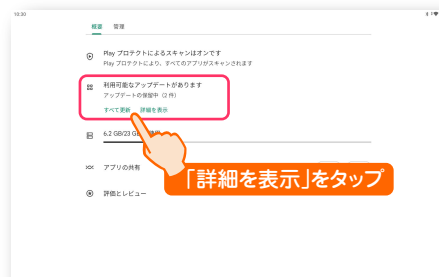 10:30
概要 管理
Play プロテクトによるスキャンはオンです
Play プロテクトにより、すべてのアプリがスキャンされます
利用可能なアップデートがあります
アップデートの保留中（2 件）
すべて更新 詳細を表示
6.2 GB/23 GB
アプリの共有
「詳細を表示」をタップ
評価とレビュー